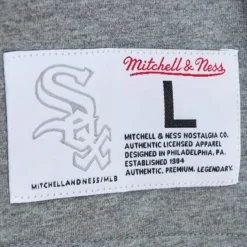 Mitchell & Ness
Sox
L
MITCHELL & NESS NOSTALGIA CO.
AUTHENTIC LICENSED APPAREL
DESIGNED IN PHILADELPHIA, PA.
ESTABLISHED 1904
AUTHENTIC. PREMIUM. LEGENDARY.
MITCHELLANDNESS/MLB